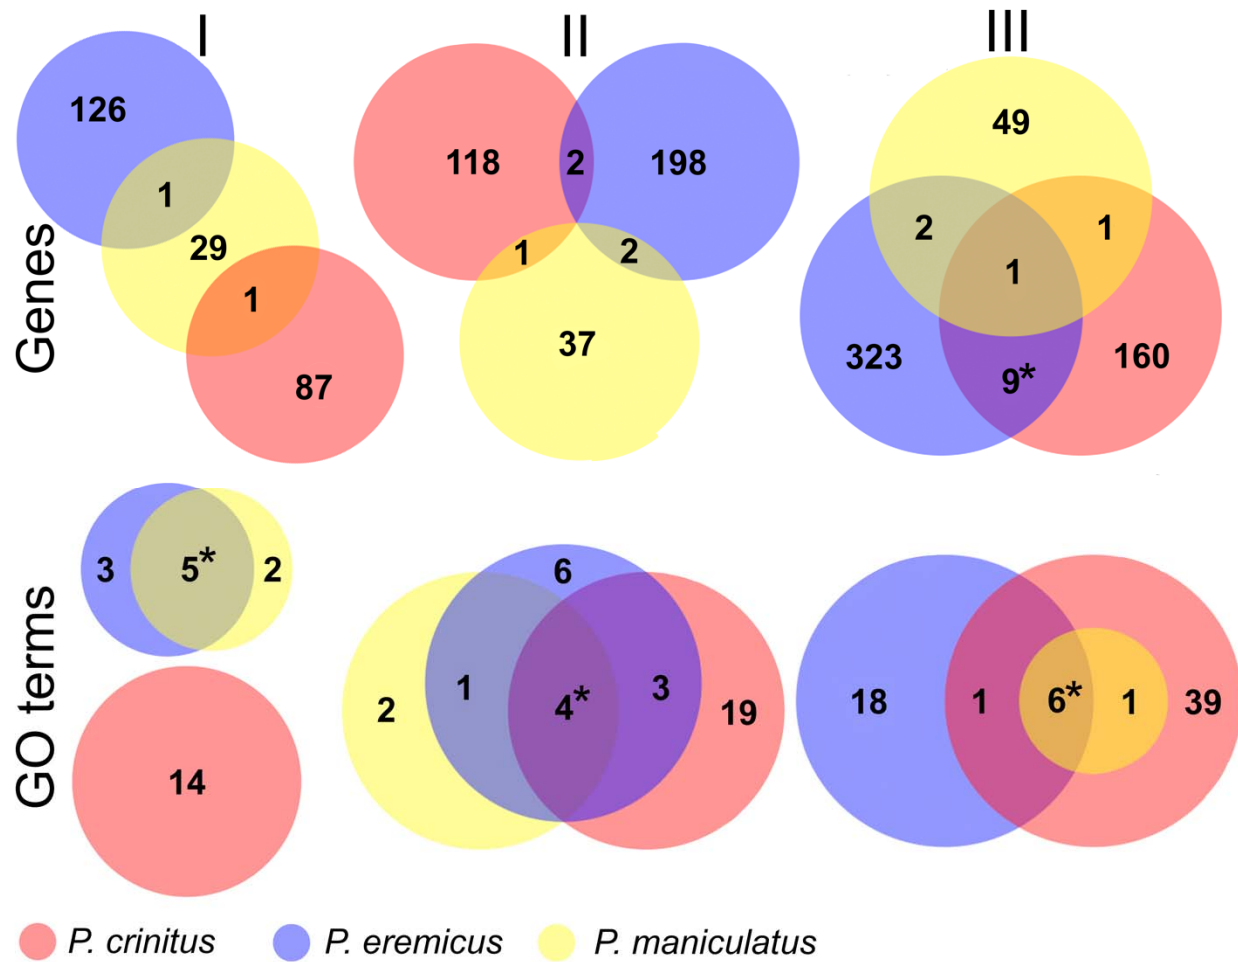 I II III
Genes
126
1
29
1
87
118 2 198
1 2
37
49
2 1
1
323 9* 160
GO terms
3 5* 2
14
6
2 1 4* 3 19
18 1 6* 1 39
P. crinitus P. eremicus P. maniculatus